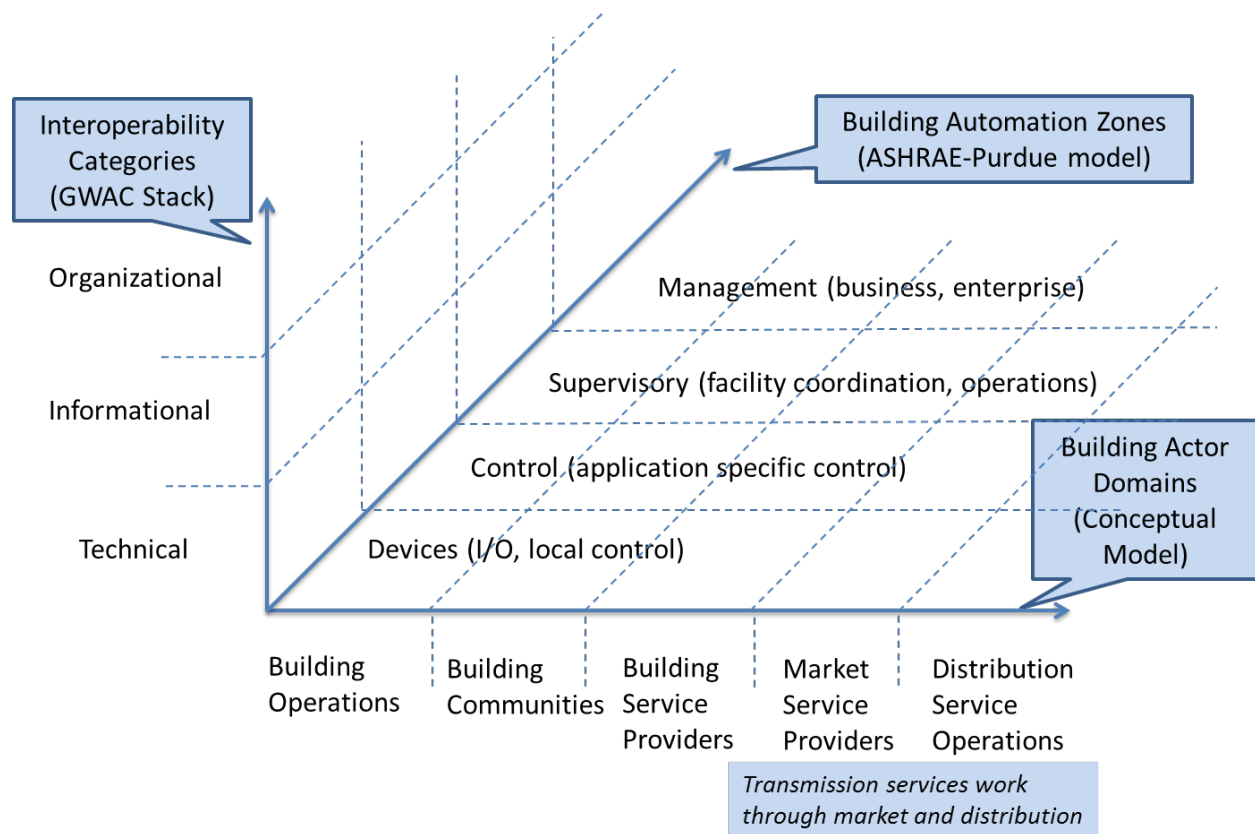 Interoperability
Categories
(GWAC Stack)
Building Automation Zones
(ASHRAE-Purdue model)
Organizational
Management (business, enterprise)
Supervisory (facility coordination, operations)
Informational
Building Actor
Domains
(Conceptual
Model)
Control (application specific control)
Technical
Devices (I/O, local control)
Building
Operations
Building
Communities
Building
Service
Providers
Market
Service
Providers
Distribution
Service
Operations
Transmission services work
through market and distribution